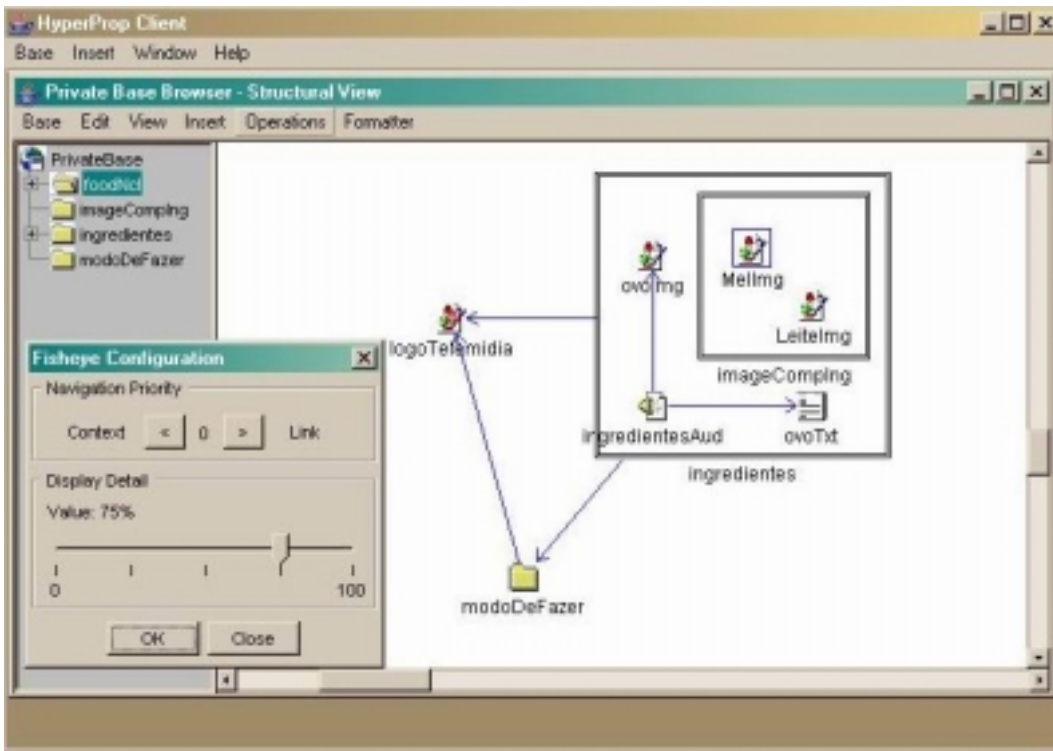 HyperProp Client
Base Insert Window Help
Private Base Browser - Structural View
Base Edit View Insert Operations Formatter
PrivateBase
foodNcl
imageCompIng
ingredientes
modoDeFazer
ovoImg
MelImg
LeiteImg
imageCompIng
logoTelemidia
ingredientesAud
ovoTxt
ingredientes
modoDeFazer
Fisheye Configuration
Navigation Priority
Context « 0 » Link
Display Detail
Value: 75%
0 100
OK Close